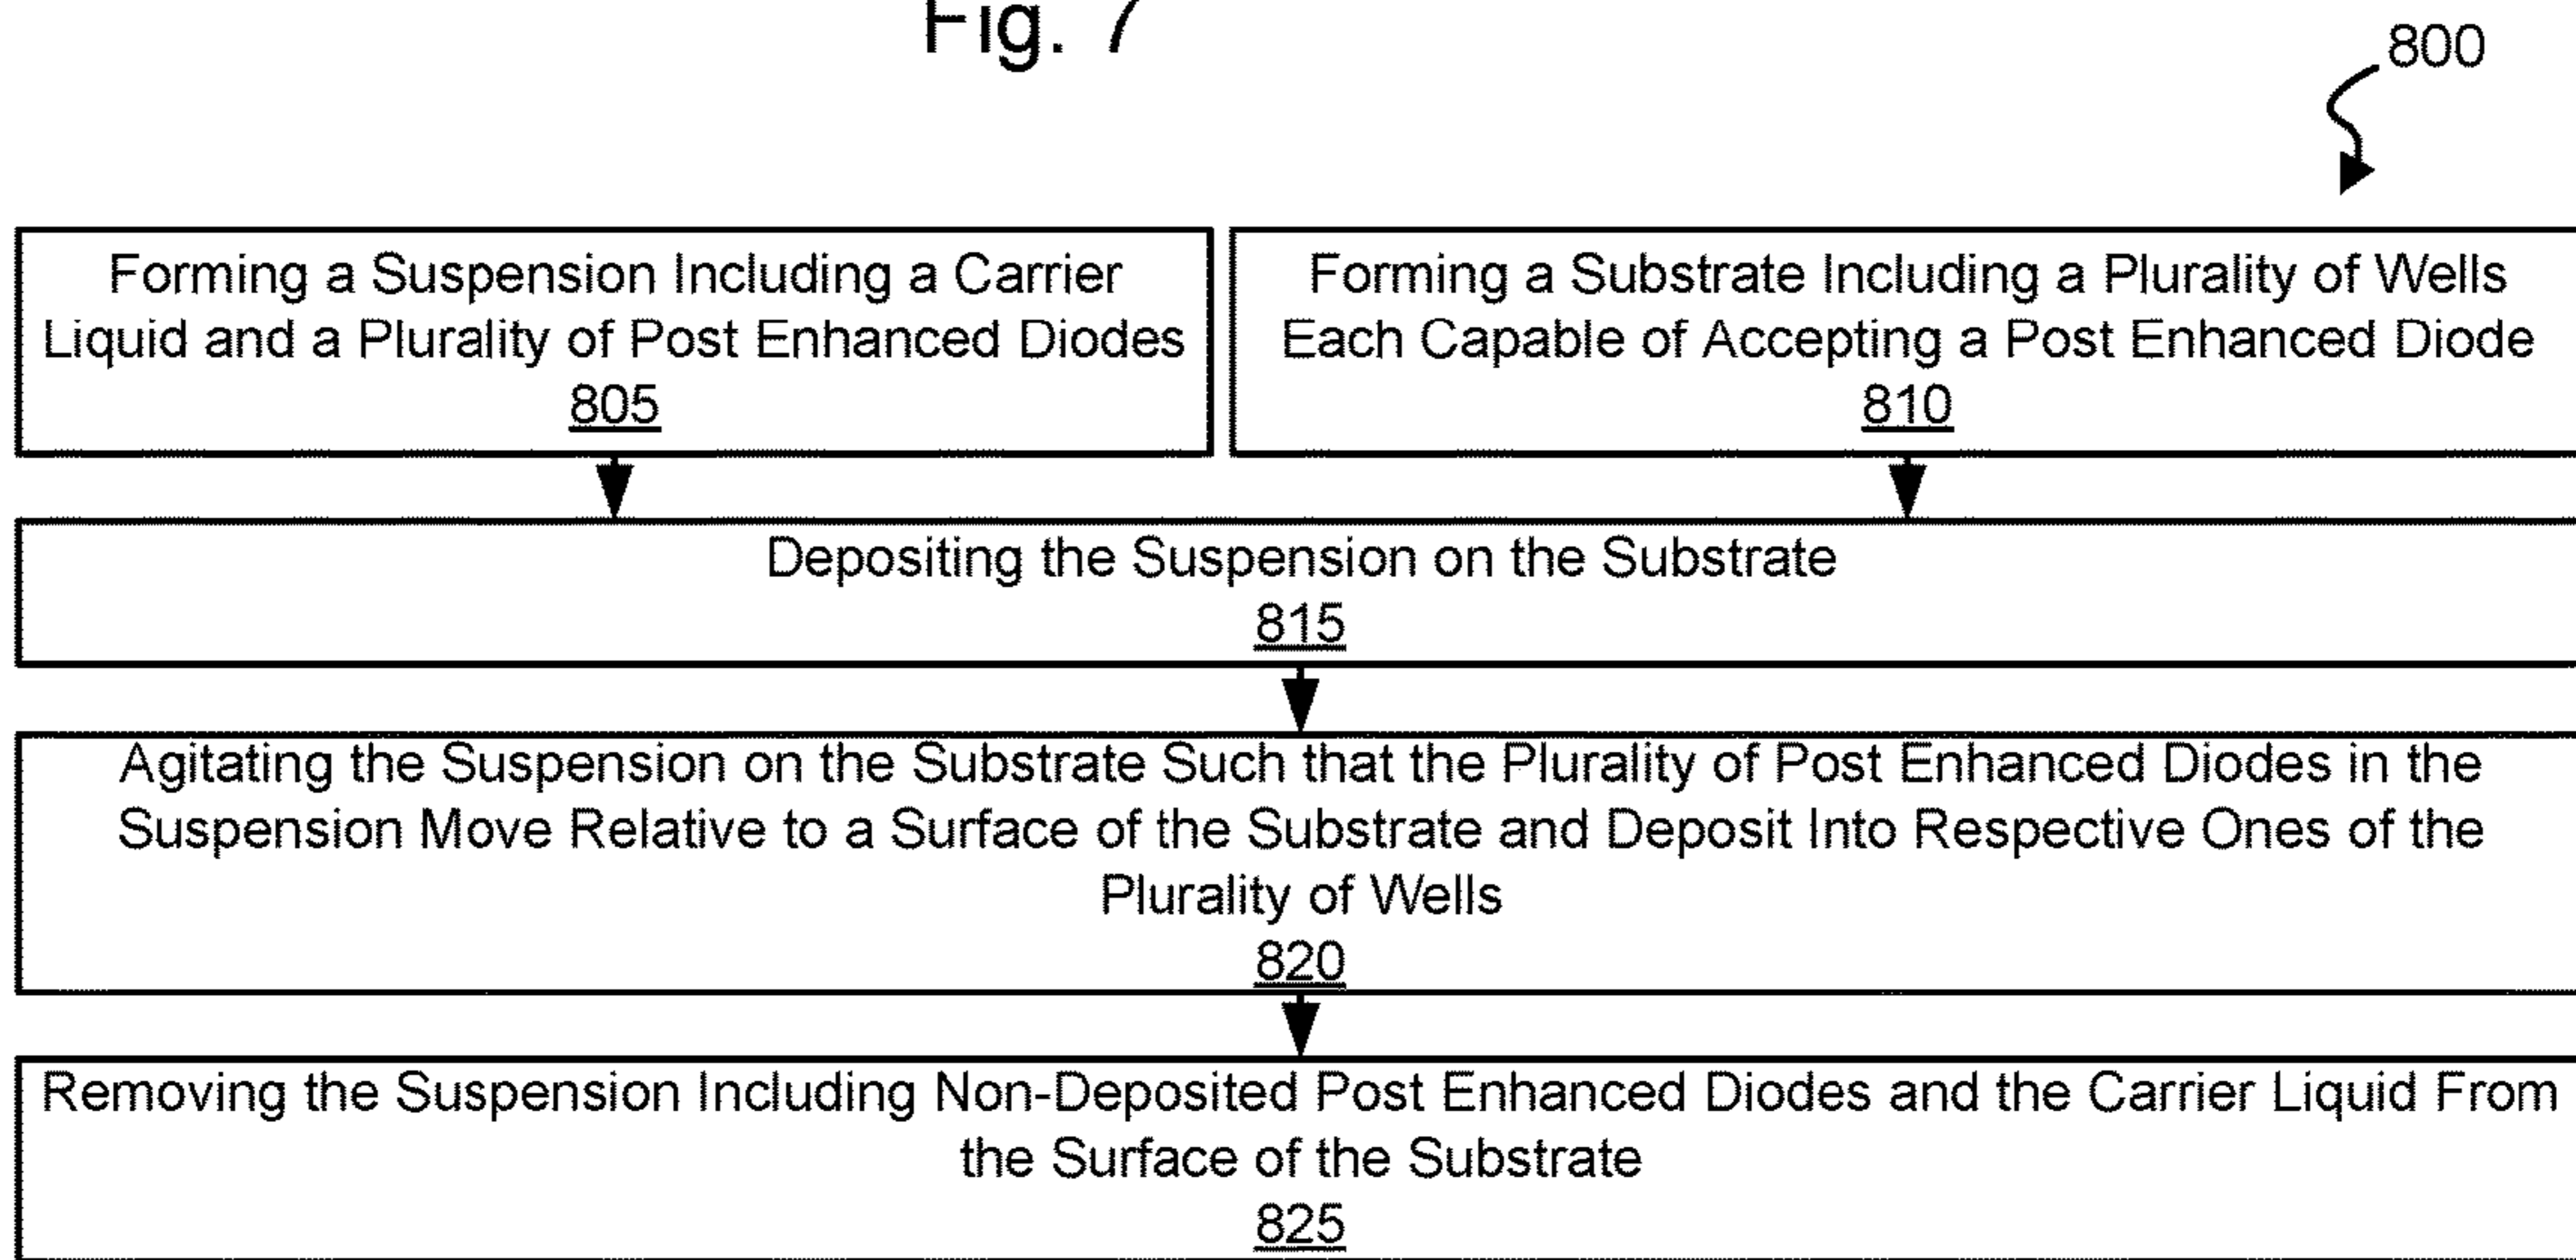 Fig. 7
800
Forming a Suspension Including a Carrier
Liquid and a Plurality of Post Enhanced Diodes
805
Forming a Substrate Including a Plurality of Wells
Each Capable of Accepting a Post Enhanced Diode
810
Depositing the Suspension on the Substrate
815
Agitating the Suspension on the Substrate Such that the Plurality of Post Enhanced Diodes in the
Suspension Move Relative to a Surface of the Substrate and Deposit Into Respective Ones of the
Plurality of Wells
820
Removing the Suspension Including Non-Deposited Post Enhanced Diodes and the Carrier Liquid From
the Surface of the Substrate
825